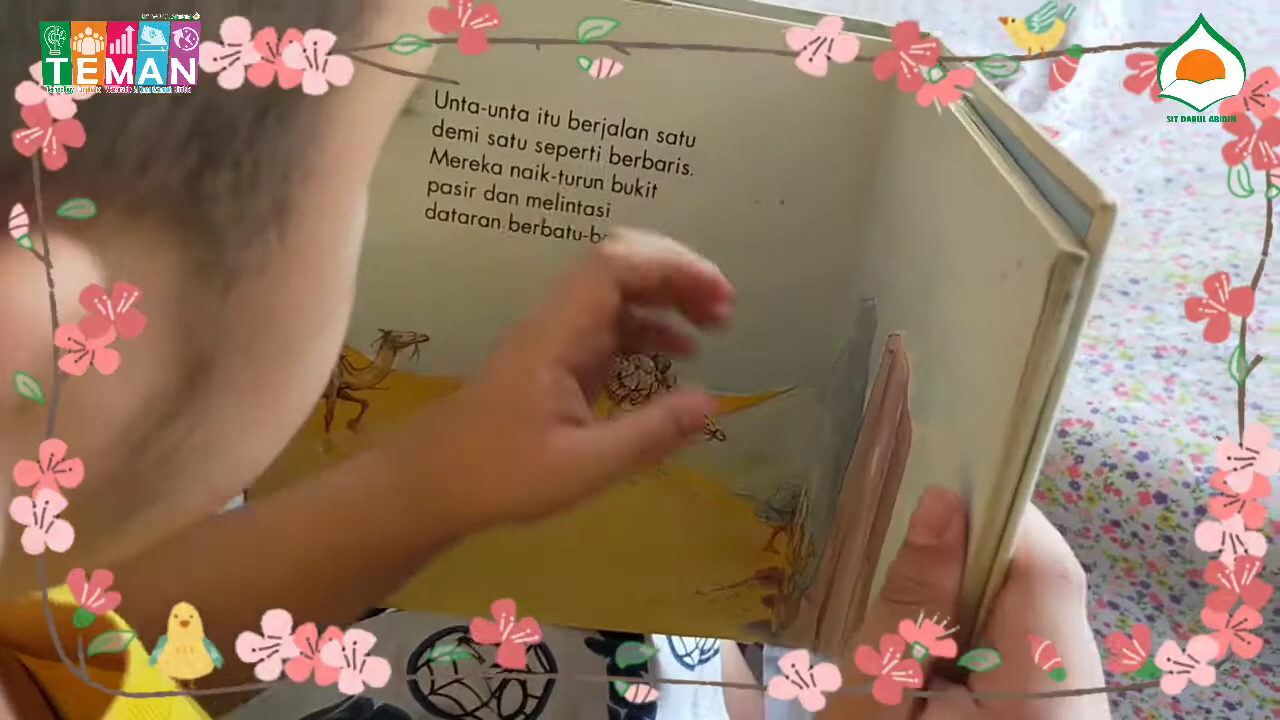 TEMAN
SIT DARUL ABIDIN
Unta-unta itu berjalan satu
demi satu seperti berbaris.
Mereka naik-turun bukit
pasir dan melintasi
dataran berbatu-b